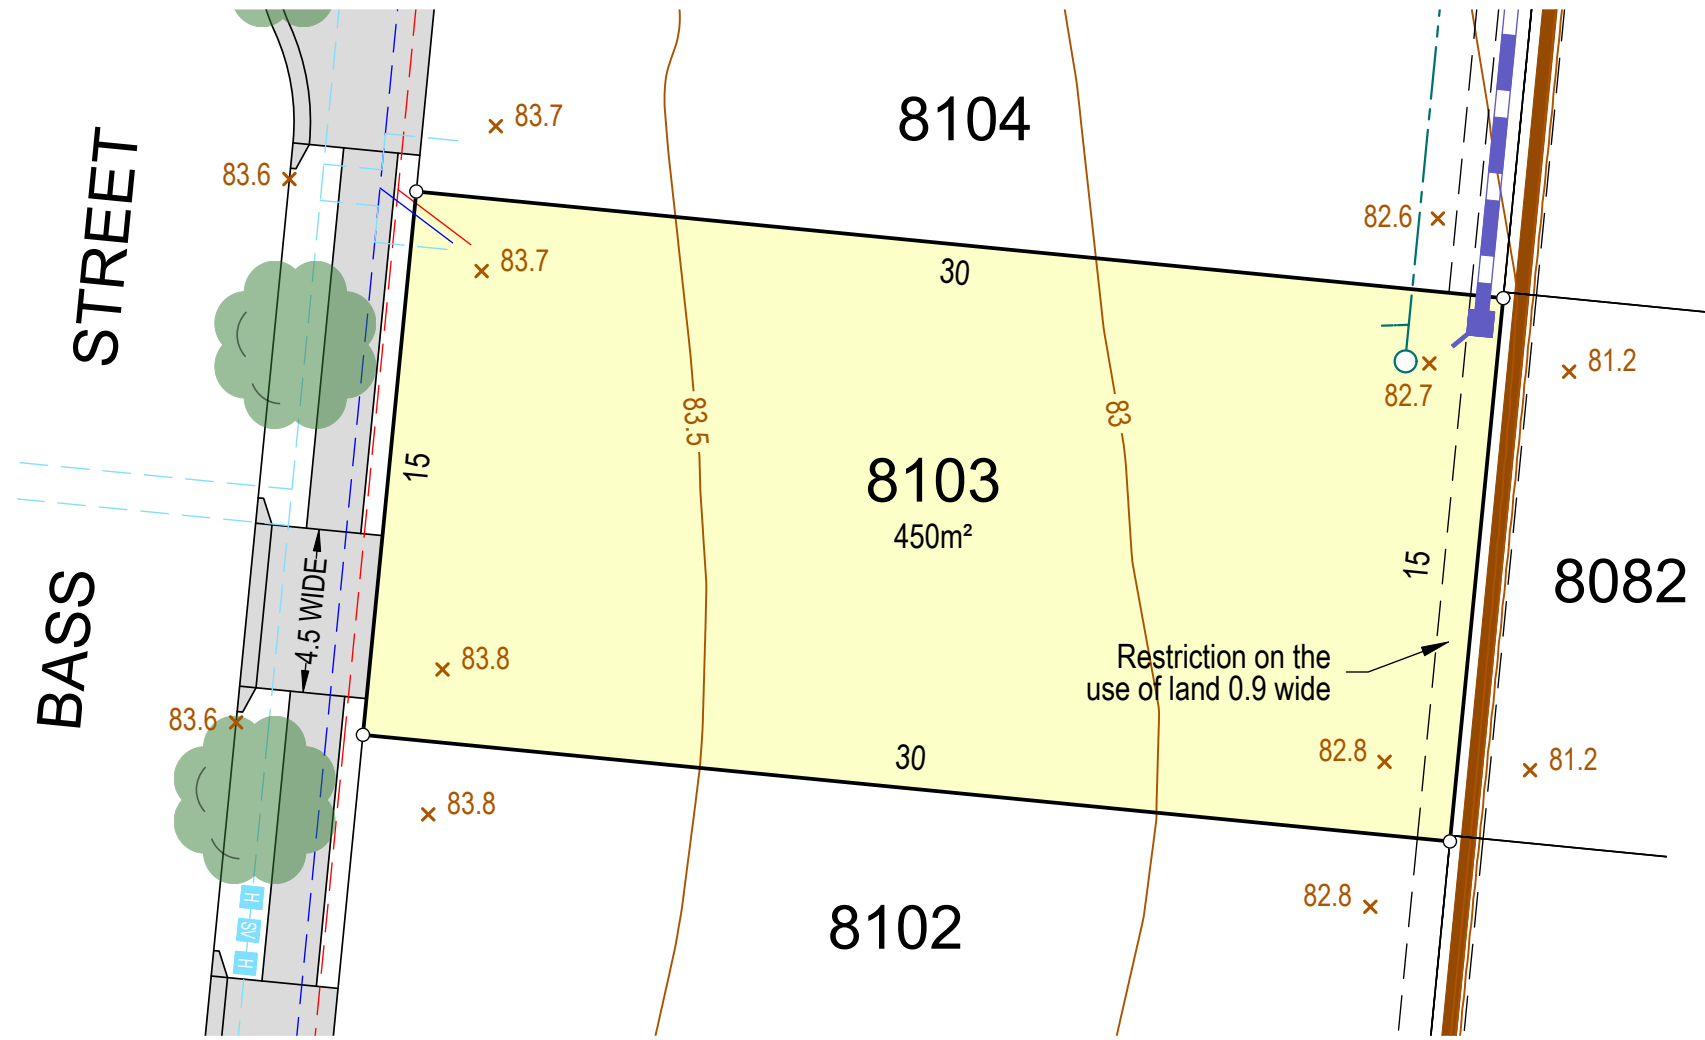 8104
83.7
83.6
STREET
82.6
83.7
30
81.2
82.7
83.5
83
15
8103
450m²
15
8082
4.5 WIDE
BASS
83.8
Restriction on the
use of land 0.9 wide
83.6
30
82.8
81.2
83.8
82.8
8102
H
SV
H